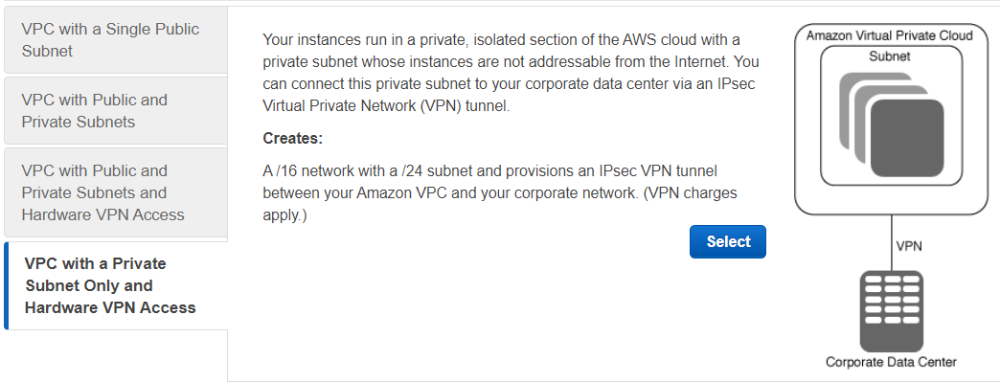 VPC with a Single Public
Subnet
VPC with Public and
Private Subnets
VPC with Public and
Private Subnets and
Hardware VPN Access
VPC with a Private
Subnet Only and
Hardware VPN Access
Your instances run in a private, isolated section of the AWS cloud with a
private subnet whose instances are not addressable from the Internet. You
can connect this private subnet to your corporate data center via an IPsec
Virtual Private Network (VPN) tunnel.
Creates:
A /16 network with a /24 subnet and provisions an IPsec VPN tunnel
between your Amazon VPC and your corporate network. (VPN charges
apply.)
Select
Amazon Virtual Private Cloud
Subnet
VPN
Corporate Data Center